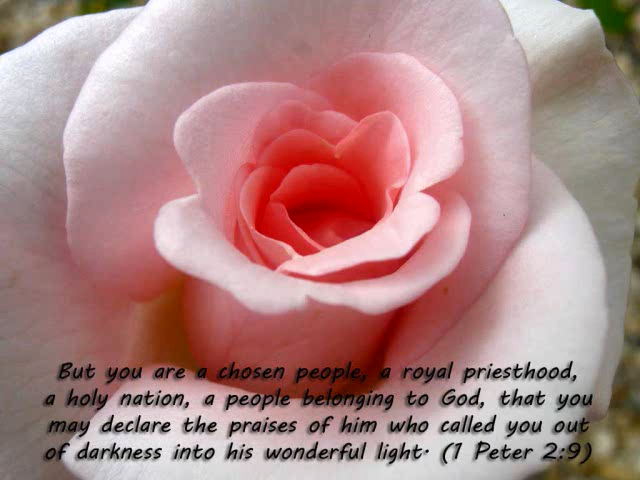 But you are a chosen people, a royal priesthood,
a holy nation, a people belonging to God, that you
may declare the praises of him who called you out
of darkness into his wonderful light. (1 Peter 2:9)